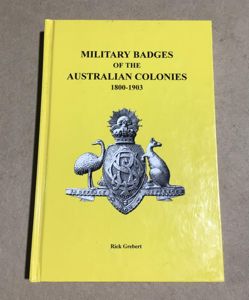 MILITARY BADGES
OF THE
AUSTRALIAN COLONIES
1800-1903
Rick Grebert